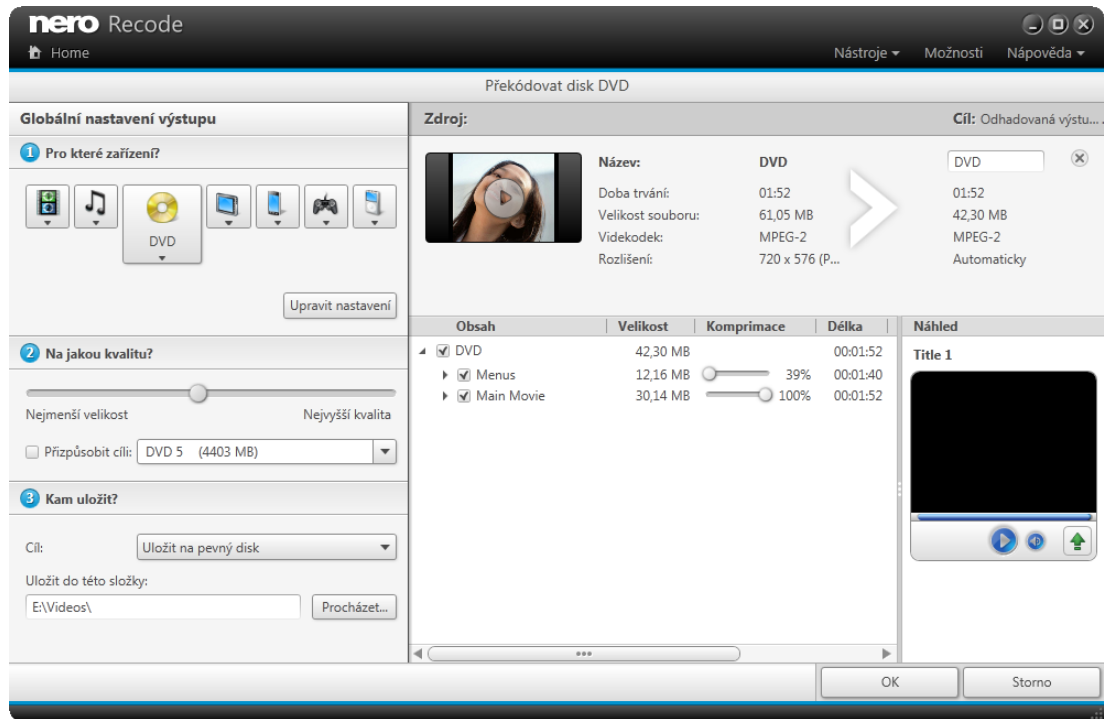 nero Recode
Home
Nástroje
Možnosti
Nápověda
Překódovat disk DVD
Globální nastavení výstupu
1 Pro které zařízení?
DVD
Upravit nastavení
2 Na jakou kvalitu?
Nejmenší velikost Nejvyšší kvalita
Přizpůsobit cíli: DVD 5 (4403 MB)
3 Kam uložit?
Cíl: Uložit na pevný disk
Uložit do této složky:
E:\Videos\ Procházet...
Zdroj: Cíl: Odhadovaná výstu...
Název: DVD DVD
Doba trvání: 01:52 01:52
Velikost souboru: 61,05 MB 42,30 MB
Videkodek: MPEG-2 MPEG-2
Rozlišení: 720 x 576 (P... Automaticky
Obsah Velikost Komprimace Délka
DVD 42,30 MB 00:01:52
Menus 12,16 MB 39% 00:01:40
Main Movie 30,14 MB 100% 00:01:52
Náhled
Title 1
OK Storno